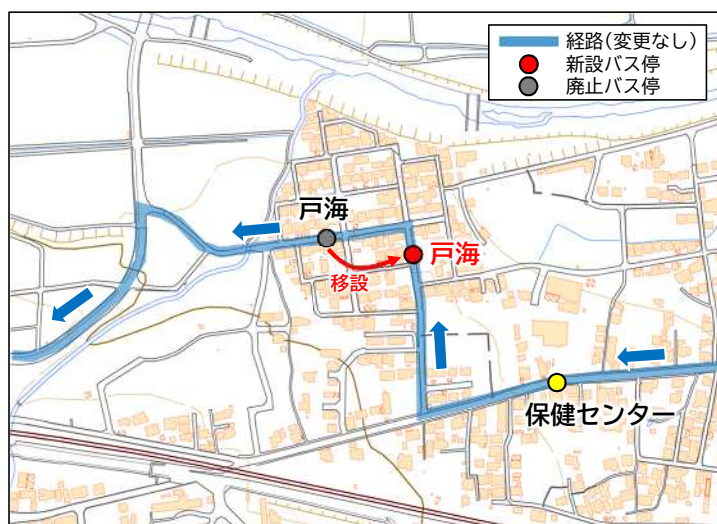 経路(変更なし)
新設バス停
廃止バス停
戸海
戸海
移設
保健センター